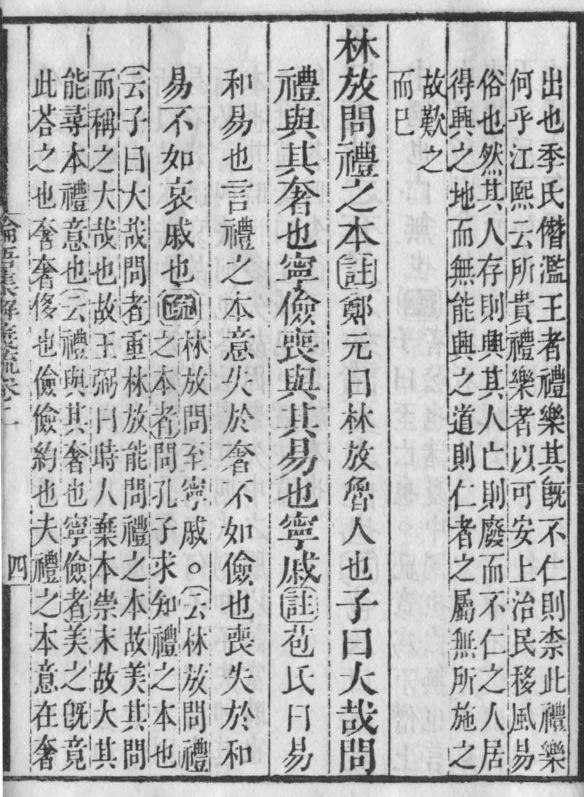 出也季氏僭濫王者禮樂其旣不仁則柰此禮樂
何乎江熙云所貴禮樂者以可安上治民移風易
俗也然其人存則興其人亡則廢而不仁之人居
得興之地而無能興之道則仁者之屬無所施之
故歎之
而已
林放問禮之本註鄭元曰林放魯人也子曰大哉問
禮與其奢也寧儉喪與其易也寧戚註苞氏曰易
和易也言禮之本意失於奢不如儉也喪失於和
易不如哀戚也疏林放問至寧戚○云林放問禮
之本者問孔子求知禮之本也
云子曰大哉問者重林放能問禮之本故美其問
而稱之大哉也故王弼曰時人棄本崇末故大其
能尋本禮意也云禮與其奢也寧儉者美之旣竟
此荅之也奢奢侈也儉儉約也夫禮之本意在奢
論語集解義疏卷二
四